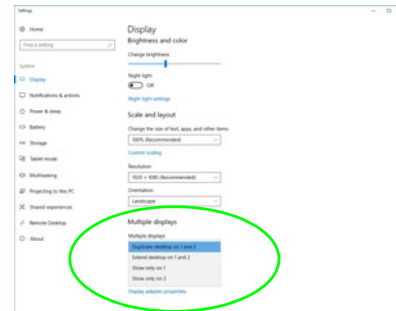 Settings
Home
Find a setting
System
Display
Notifications & actions
Power & sleep
Battery
Storage
Tablet mode
Multitasking
Projecting to this PC
Shared experiences
Remote Desktop
About
Display
Brightness and color
Change brightness
Night light
Off
Night light settings
Scale and layout
Change the size of text, apps, and other items
100% (Recommended)
Custom scaling
Resolution
1920 × 1080 (Recommended)
Orientation
Landscape
Multiple displays
Multiple displays
Duplicate desktop on 1 and 2
Extend desktop on 1 and 2
Show only on 1
Show only on 2
Display adapter properties